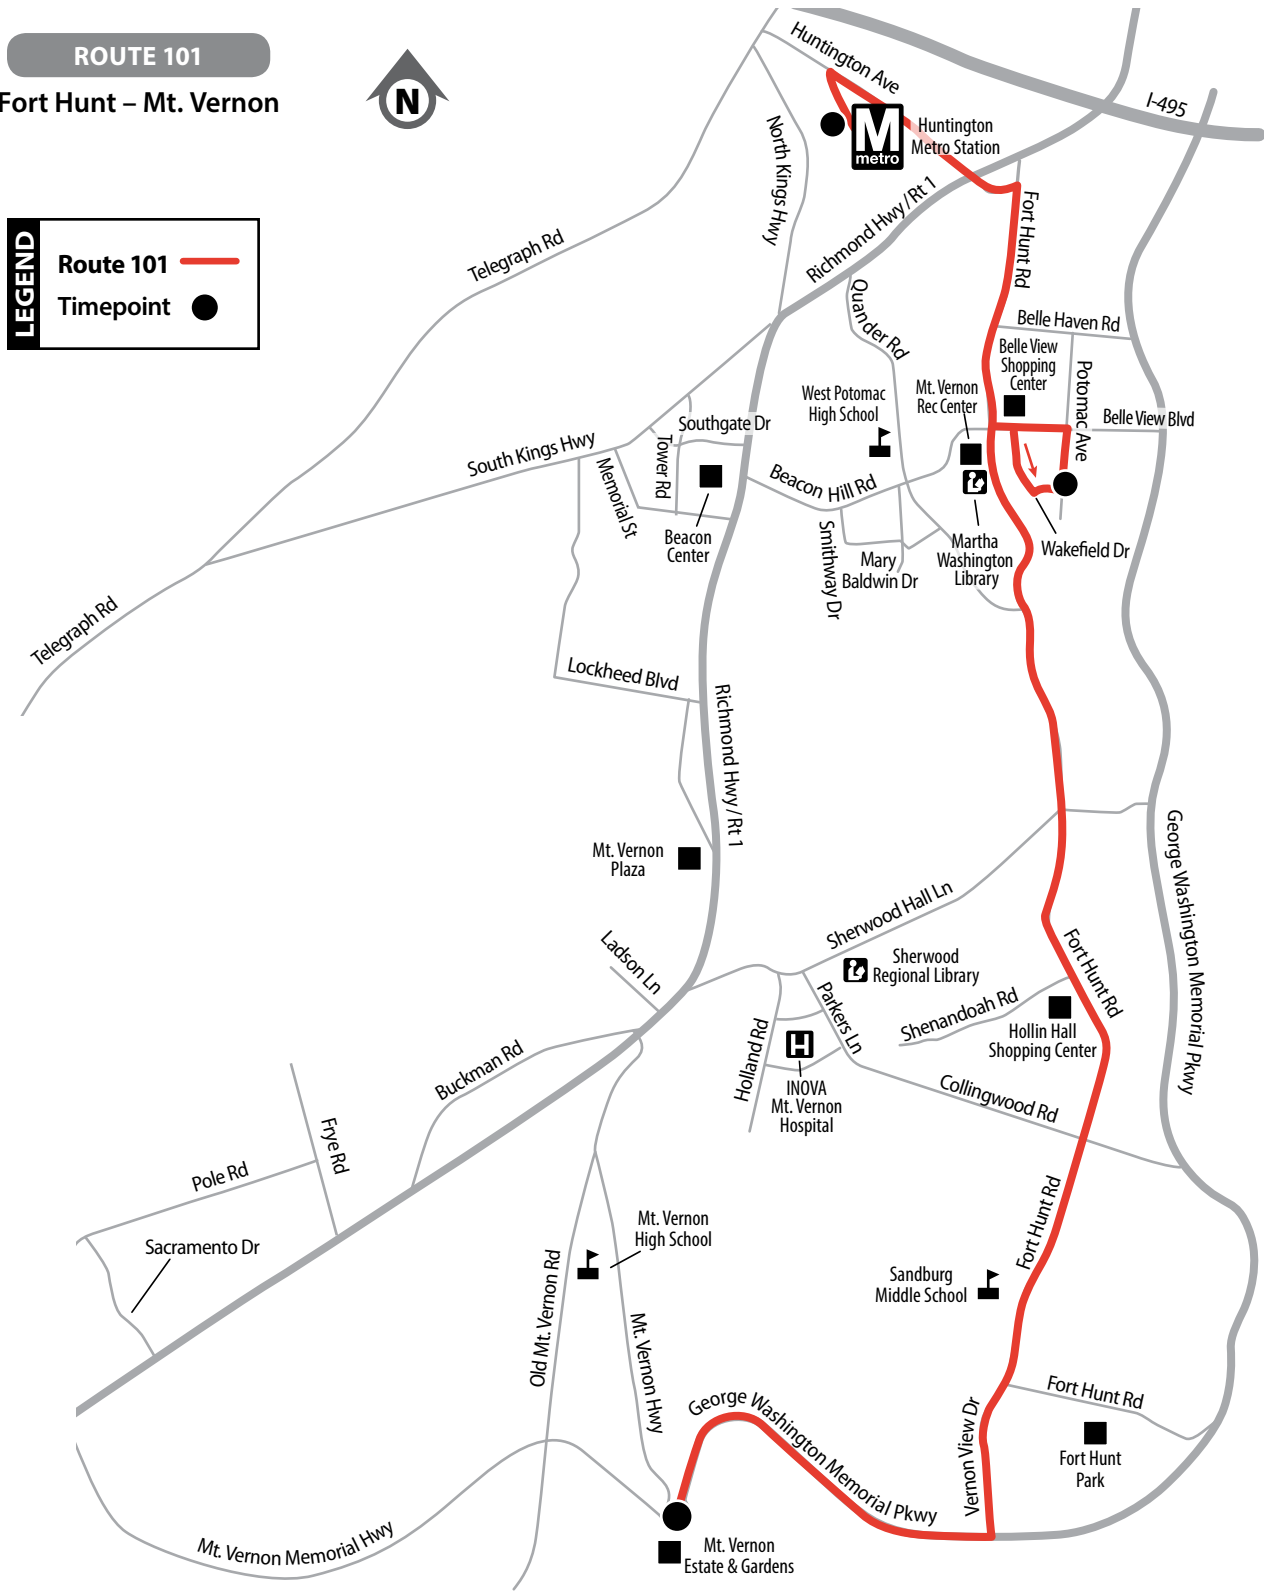 ROUTE 101
Fort Hunt – Mt. Vernon
N
LEGEND
Route 101
Timepoint
Huntington Ave
I-495
M
metro
Huntington
Metro Station
North Kings Hwy
Richmond Hwy/Rt 1
Fort Hunt Rd
Telegraph Rd
Quander Rd
Belle Haven Rd
Belle View
Shopping
Center
Potomac Ave
Mt. Vernon
Rec Center
West Potomac
High School
Belle View Blvd
Southgate Dr
South Kings Hwy
Tower Rd
Memorial St
Beacon Hill Rd
Beacon
Center
Smithway Dr
Mary
Baldwin Dr
Martha
Washington
Library
Wakefield Dr
Telegraph Rd
Lockheed Blvd
Richmond Hwy/Rt 1
Mt. Vernon
Plaza
George Washington Memorial Pkwy
Sherwood Hall Ln
Ladson Ln
Sherwood
Regional Library
Fort Hunt Rd
Parkers Ln
Shenandoah Rd
Hollin Hall
Shopping Center
Holland Rd
H
INOVA
Mt. Vernon
Hospital
Buckman Rd
Collingwood Rd
Frye Rd
Pole Rd
Fort Hunt Rd
Sacramento Dr
Mt. Vernon
High School
Old Mt. Vernon Rd
Sandburg
Middle School
Mt. Vernon Hwy
Fort Hunt Rd
George Washington Memorial Pkwy
Vernon View Dr
Fort Hunt
Park
Mt. Vernon Memorial Hwy
Mt. Vernon
Estate & Gardens